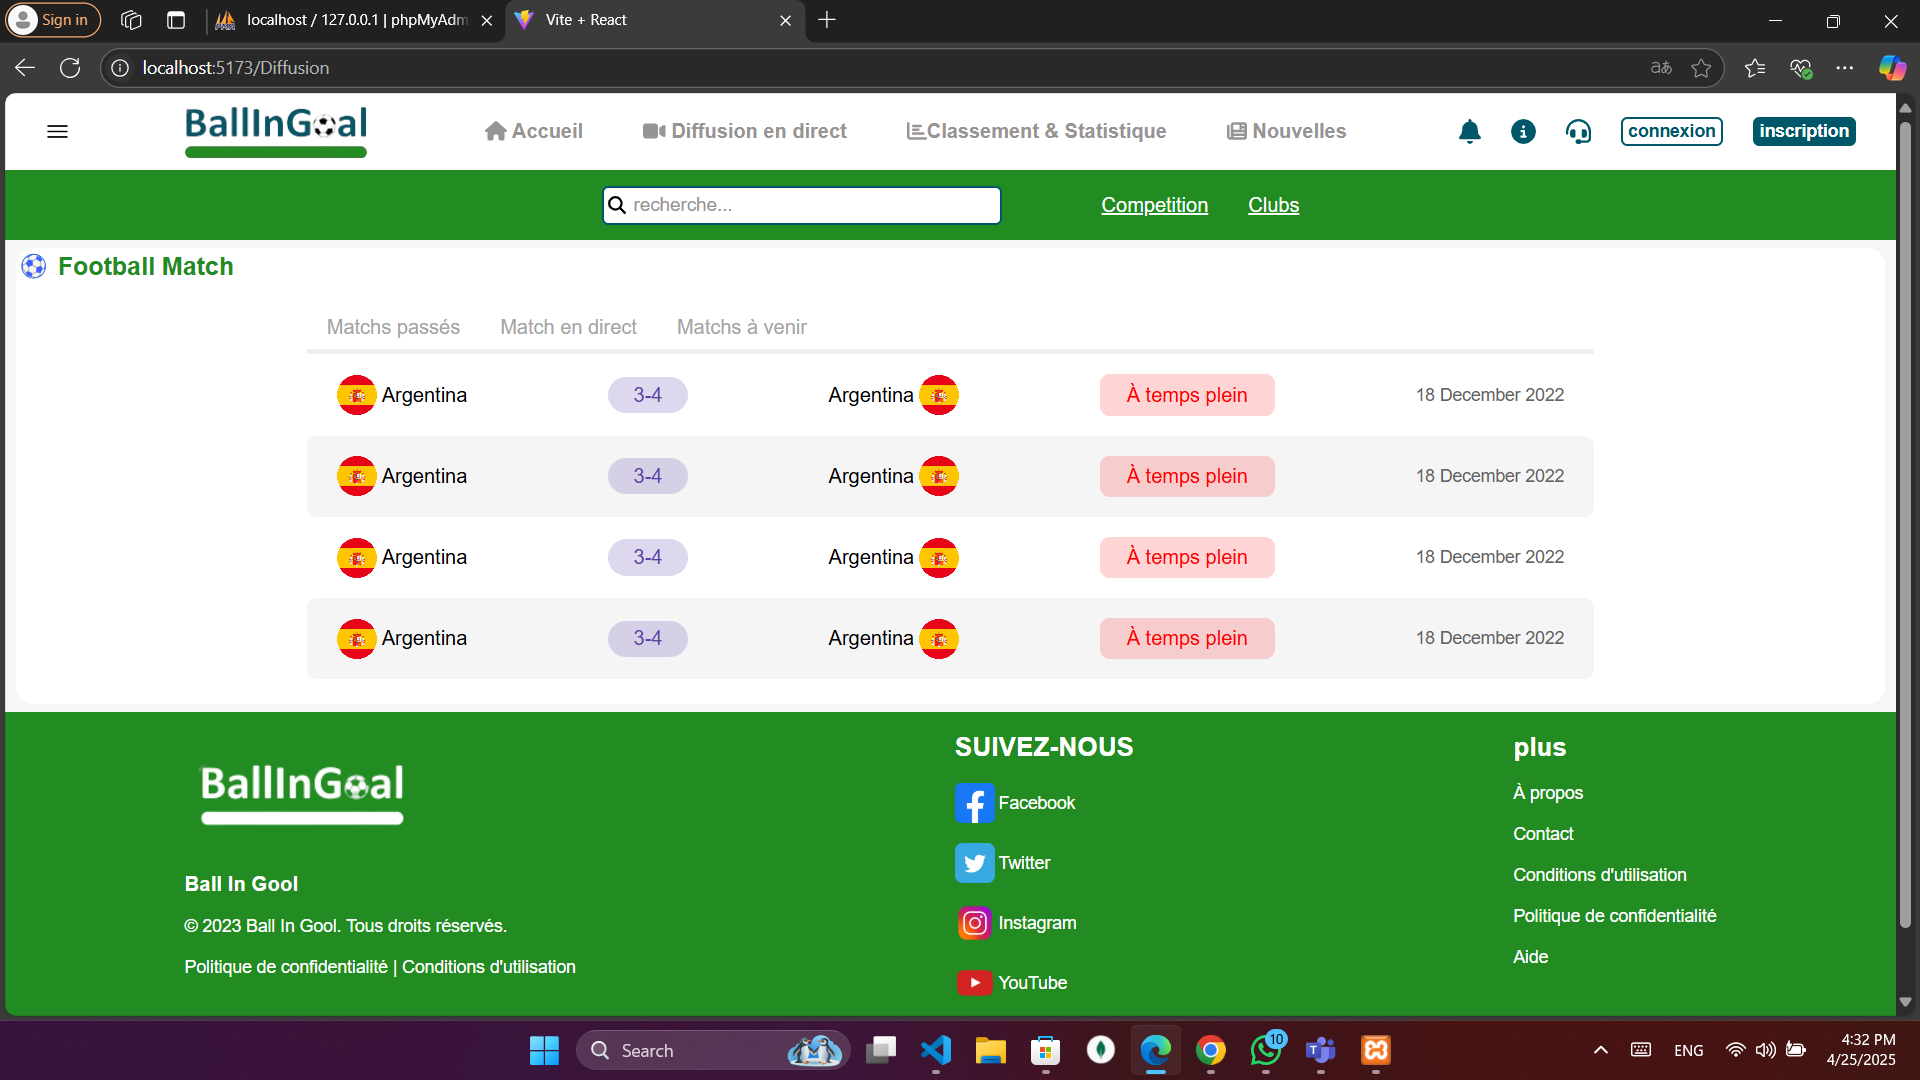 Sign in
localhost / 127.0.0.1 | phpMyAdm
Vite + React
localhost:5173/Diffusion
BallInGoal
Accueil
Diffusion en direct
Classement & Statistique
Nouvelles
connexion
inscription
recherche...
Competition
Clubs
Football Match
Matchs passés
Match en direct
Matchs à venir
Argentina 3-4 Argentina À temps plein 18 December 2022
Argentina 3-4 Argentina À temps plein 18 December 2022
Argentina 3-4 Argentina À temps plein 18 December 2022
Argentina 3-4 Argentina À temps plein 18 December 2022
BallInGoal
Ball In Gool
© 2023 Ball In Gool. Tous droits réservés.
Politique de confidentialité | Conditions d'utilisation
SUIVEZ-NOUS
Facebook
Twitter
Instagram
YouTube
plus
À propos
Contact
Conditions d'utilisation
Politique de confidentialité
Aide
Search
10
ENG
4:32 PM
4/25/2025